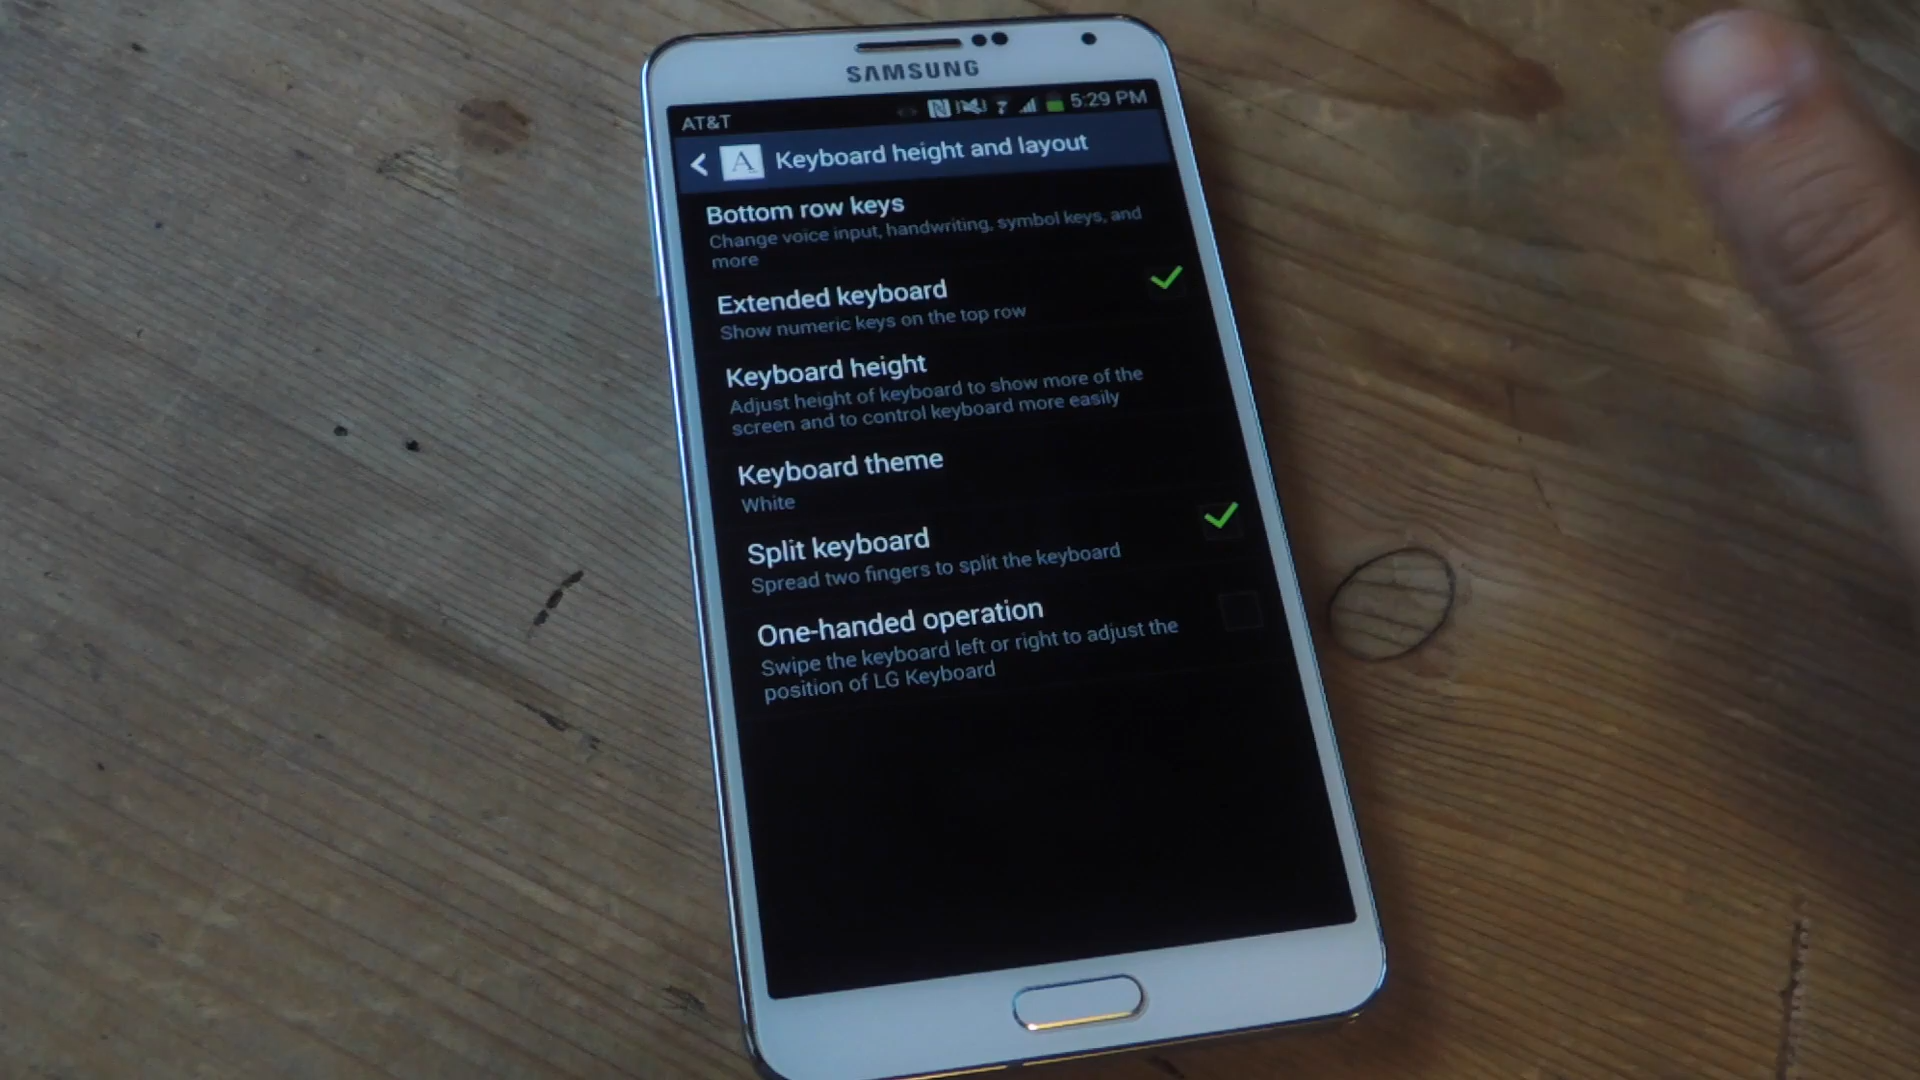 SAMSUNG
AT&T 5:29 PM
A Keyboard height and layout
Bottom row keys
Change voice input, handwriting, symbol keys, and
more
Extended keyboard
Show numeric keys on the top row
Keyboard height
Adjust height of keyboard to show more of the
screen and to control keyboard more easily
Keyboard theme
White
Split keyboard
Spread two fingers to split the keyboard
One-handed operation
Swipe the keyboard left or right to adjust the
position of LG Keyboard